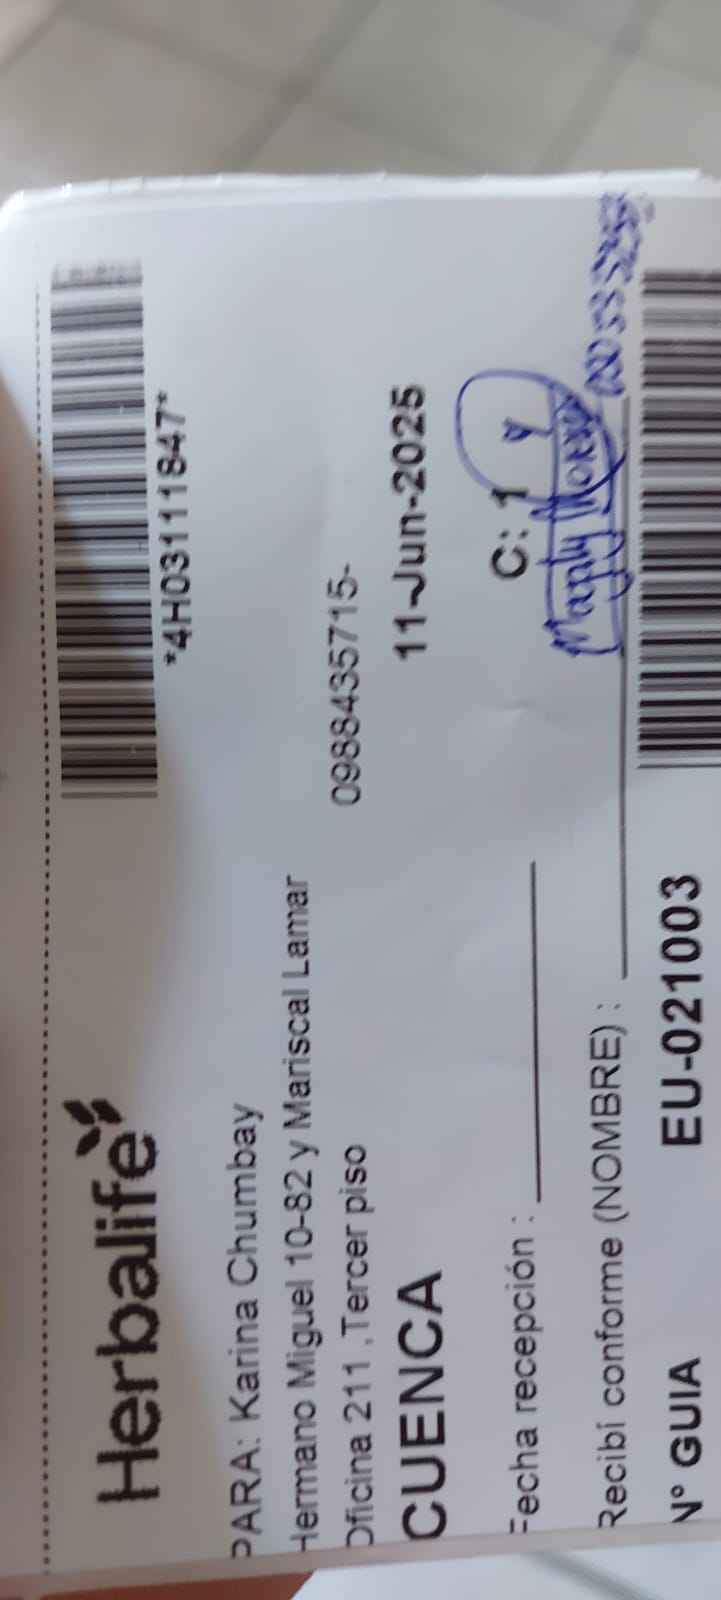 Herbalife
*4H03111847*
PARA: Karina Chumbay
Hermano Miguel 10-82 y Mariscal Lamar
Oficina 211 ,Tercer piso
0988435715-
CUENCA
11-Jun-2025
Fecha recepción :
C: 1
Recibí conforme (NOMBRE) :
Nº GUIA
EU-021003